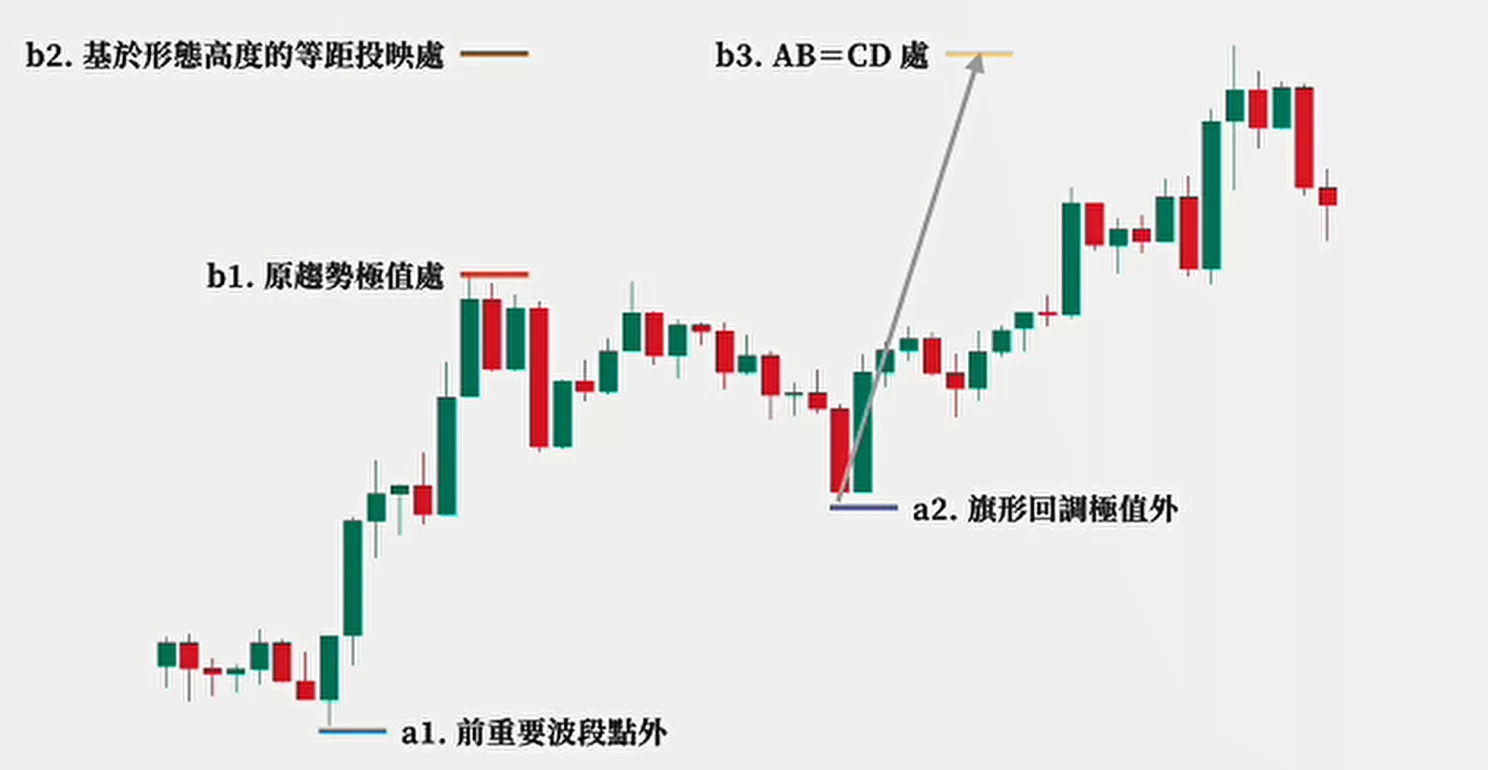 b2. 基於形態高度的等距投映處
b3. AB＝CD 處
b1. 原趨勢極值處
a2. 旗形回調極值外
a1. 前重要波段點外